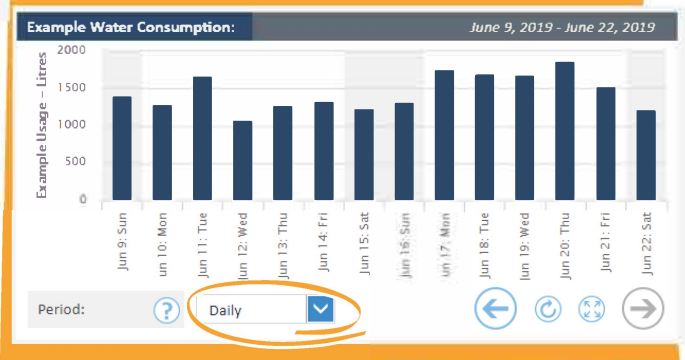 Example Water Consumption:
June 9, 2019 - June 22, 2019
Example Usage – Litres
2000
1500
1000
500
0
Jun 9: Sun
un 10: Mon
Jun 11: Tue
Jun 12: Wed
Jun 13: Thu
Jun 14: Fri
Jun 15: Sat
Jun 16: Sun
un 17. Mon
Jun 18: Tue
Jun 19: Wed
Jun 20: Thu
Jun 21: Fri
Jun 22: Sat
Period:
?
Daily